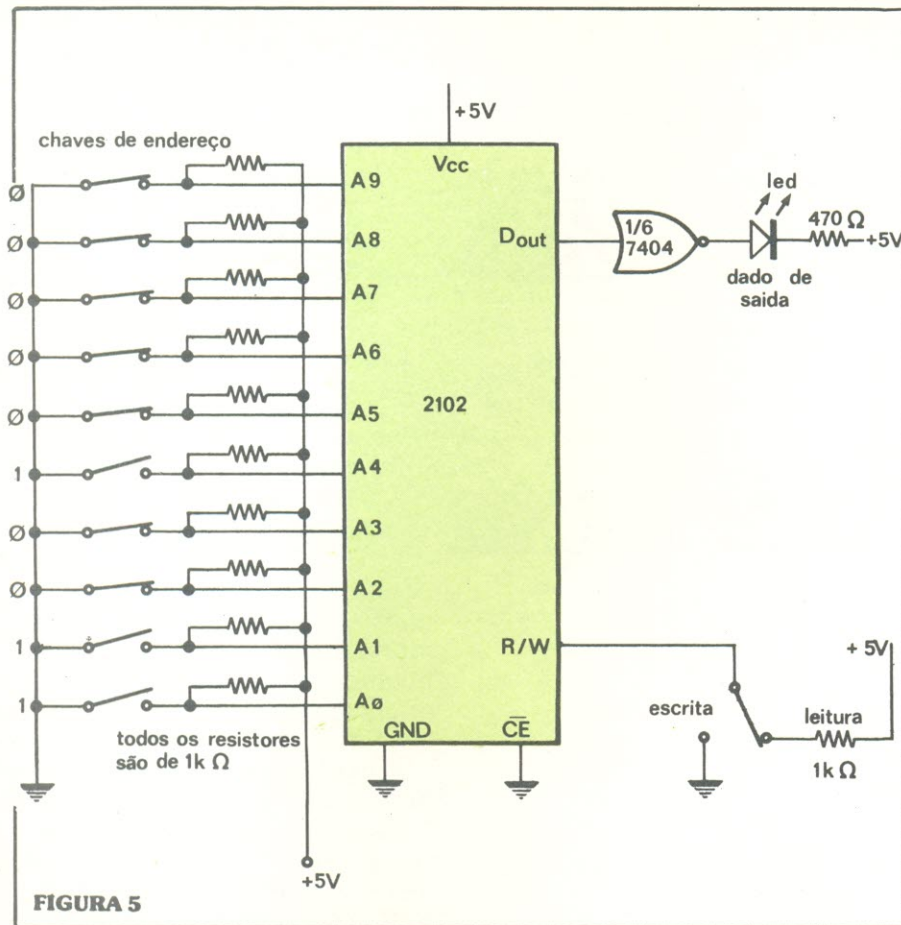 +5V
chaves de endereço
Vcc
Ø
A9
led
Ø
A8
Dout
1/6
7404
470 Ω
+5V
dado de
saida
Ø
A7
Ø
A6
2102
Ø
A5
1
A4
Ø
A3
Ø
A2
1
A1
R/W
+ 5V
1
Aø
escrita
leitura
1k Ω
todos os resistores
são de 1k Ω
GND
CE
+5V
FIGURA 5